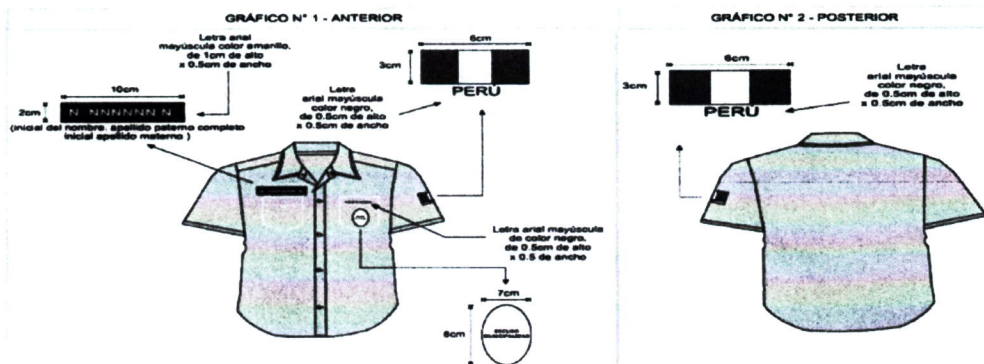 GRÁFICO N° 1 - ANTERIOR
Letra arial
mayúscula color amarillo,
de 1cm de alto
x 0.5cm de ancho
10cm
2cm
N NNNNNNN N
(inicial del nombre, apellido paterno completo
inicial apellido materno )
6cm
3cm
PERÚ
Letra
arial mayúscula
color negro,
de 0.5cm de alto
x 0.5cm de ancho
Letra arial mayúscula
de color negro,
de 0.5cm de alto
x 0.5 de ancho
7cm
8cm
ESCUDO
GRÁFICO N° 2 - POSTERIOR
6cm
3cm
PERÚ
Letra
arial mayúscula
color negro,
de 0.5cm de alto
x 0.5cm de ancho